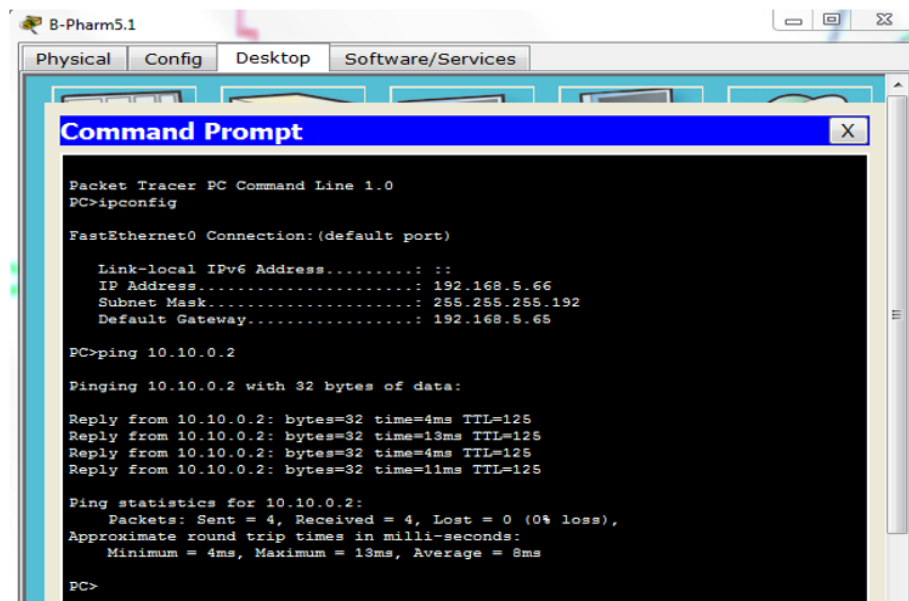 B-Pharm5.1
Physical Config Desktop Software/Services
Command Prompt X
Packet Tracer PC Command Line 1.0
PC>ipconfig
FastEthernet0 Connection:(default port)
Link-local IPv6 Address.........: ::
IP Address......................: 192.168.5.66
Subnet Mask.....................: 255.255.255.192
Default Gateway.................: 192.168.5.65
PC>ping 10.10.0.2
Pinging 10.10.0.2 with 32 bytes of data:
Reply from 10.10.0.2: bytes=32 time=4ms TTL=125
Reply from 10.10.0.2: bytes=32 time=13ms TTL=125
Reply from 10.10.0.2: bytes=32 time=4ms TTL=125
Reply from 10.10.0.2: bytes=32 time=11ms TTL=125
Ping statistics for 10.10.0.2:
Packets: Sent = 4, Received = 4, Lost = 0 (0% loss),
Approximate round trip times in milli-seconds:
Minimum = 4ms, Maximum = 13ms, Average = 8ms
PC>